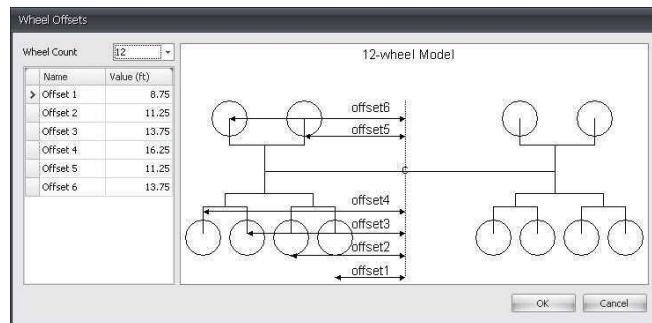 Wheel Offsets
Wheel Count 12
Name Value (ft)
Offset 1 8.75
Offset 2 11.25
Offset 3 13.75
Offset 4 16.25
Offset 5 11.25
Offset 6 13.75
12-wheel Model
offset6
offset5
C
offset4
offset3
offset2
offset1
OK Cancel